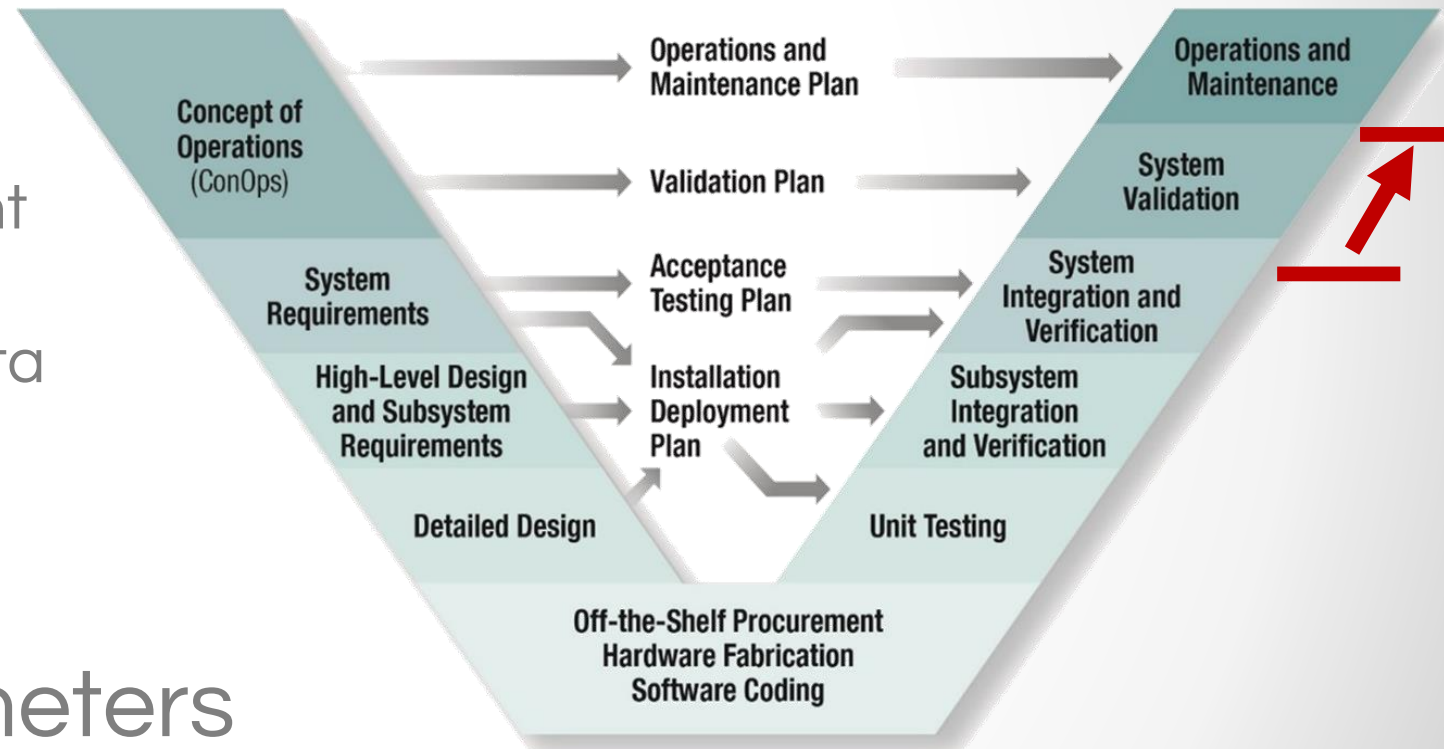 Concept of
Operations
(ConOps)
System
Requirements
High-Level Design
and Subsystem
Requirements
Detailed Design
Operations and
Maintenance Plan
Validation Plan
Acceptance
Testing Plan
Installation
Deployment
Plan
Operations and
Maintenance
System
Validation
System
Integration and
Verification
Subsystem
Integration
and Verification
Unit Testing
Off-the-Shelf Procurement
Hardware Fabrication
Software Coding